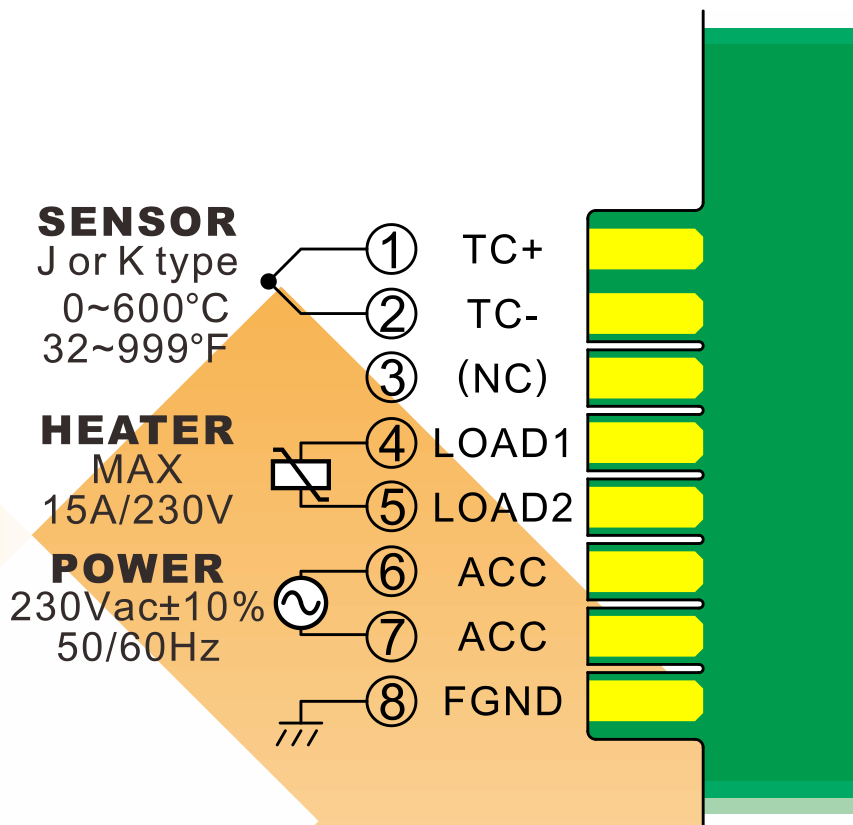 SENSOR
J or K type
0~600°C
32~999°F
HEATER
MAX
15A/230V
POWER
230Vac±10%
50/60Hz
1 TC+
2 TC-
3 (NC)
4 LOAD1
5 LOAD2
6 ACC
7 ACC
8 FGND